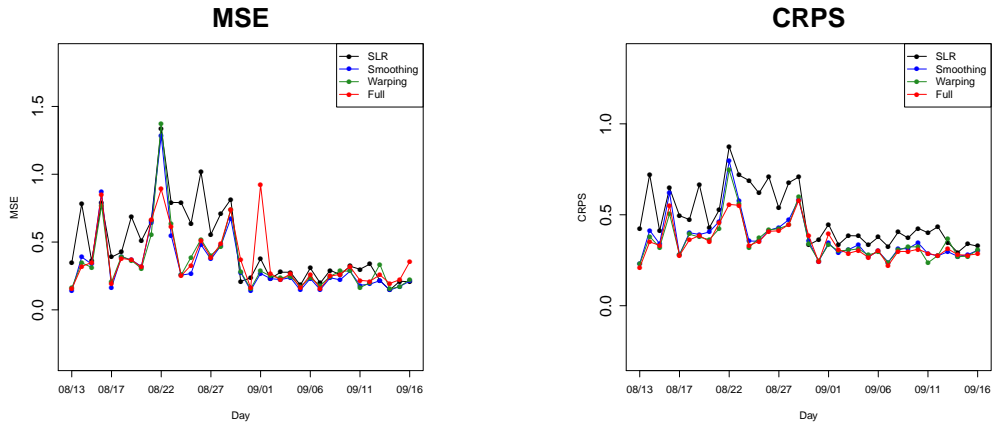 MSE
SLR
Smoothing
Warping
Full
MSE
0.0
0.5
1.0
1.5
08/13
08/17
08/22
08/27
09/01
09/06
09/11
09/16
Day
CRPS
SLR
Smoothing
Warping
Full
CRPS
0.0
0.5
1.0
08/13
08/17
08/22
08/27
09/01
09/06
09/11
09/16
Day